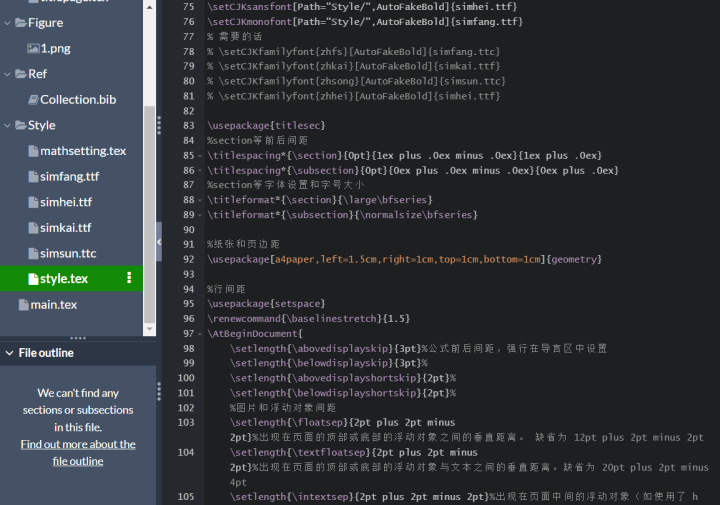 Figure
1.png
Ref
Collection.bib
Style
mathsetting.tex
simfang.ttf
simhei.ttf
simkai.ttf
simsun.ttc
style.tex
main.tex
File outline
We can't find any
sections or subsections
in this file.
Find out more about the
file outline
75 \setCJKsansfont[Path="Style/",AutoFakeBold]{simhei.ttf}
76 \setCJKmonofont[Path="Style/",AutoFakeBold]{simfang.ttf}
77 % 需要的话
78 % \setCJKfamilyfont{zhfs}[AutoFakeBold]{simfang.ttc}
79 % \setCJKfamilyfont{zhkai}[AutoFakeBold]{simkai.ttf}
80 % \setCJKfamilyfont{zhsong}[AutoFakeBold]{simsun.ttc}
81 % \setCJKfamilyfont{zhhei}[AutoFakeBold]{simhei.ttf}
82
83 \usepackage{titlesec}
84 %section等前后间距
85 \titlespacing*{\section}{0pt}{1ex plus .0ex minus .0ex}{1ex plus .0ex}
86 \titlespacing*{\subsection}{0pt}{0ex plus .0ex minus .0ex}{0ex plus .0ex}
87 %section等字体设置和字号大小
88 \titleformat*{\section}{\large\bfseries}
89 \titleformat*{\subsection}{\normalsize\bfseries}
90
91 %纸张和页边距
92 \usepackage[a4paper,left=1.5cm,right=1cm,top=1cm,bottom=1cm]{geometry}
93
94 %行间距
95 \usepackage{setspace}
96 \renewcommand{\baselinestretch}{1.5}
97 \AtBeginDocument{
98 \setlength{\abovedisplayskip}{3pt}%公式前后间距，强行在导言区中设置
99 \setlength{\belowdisplayskip}{3pt}%
100 \setlength{\abovedisplayshortskip}{2pt}%
101 \setlength{\belowdisplayshortskip}{2pt}%
102 %图片和浮动对象间距
103 \setlength{\floatsep}{2pt plus 2pt minus
2pt}%出现在页面的顶部或底部的浮动对象之间的垂直距离。 缺省为 12pt plus 2pt minus 2pt
104 \setlength{\textfloatsep}{2pt plus 2pt minus
2pt}%出现在页面的顶部或底部的浮动对象与文本之间的垂直距离。缺省为 20pt plus 2pt minus
4pt
105 \setlength{\intextsep}{2pt plus 2pt minus 2pt}%出现在页面中间的浮动对象（如使用了 h